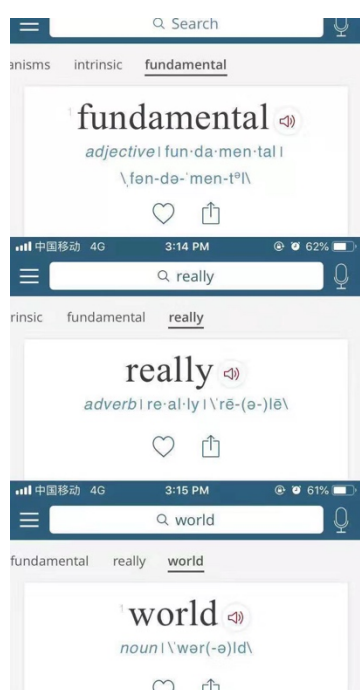 Search
anisms intrinsic fundamental
1fundamental
adjective | fun·da·men·tal |
\ˌfən-də-ˈmen-tᵊl\
中国移动 4G 3:14 PM 62%
really
rinsic fundamental really
really
adverb | re·al·ly | \ˈrē-(ə-)lē\
中国移动 4G 3:15 PM 61%
world
fundamental really world
1world
noun | \ˈwər(-ə)ld\